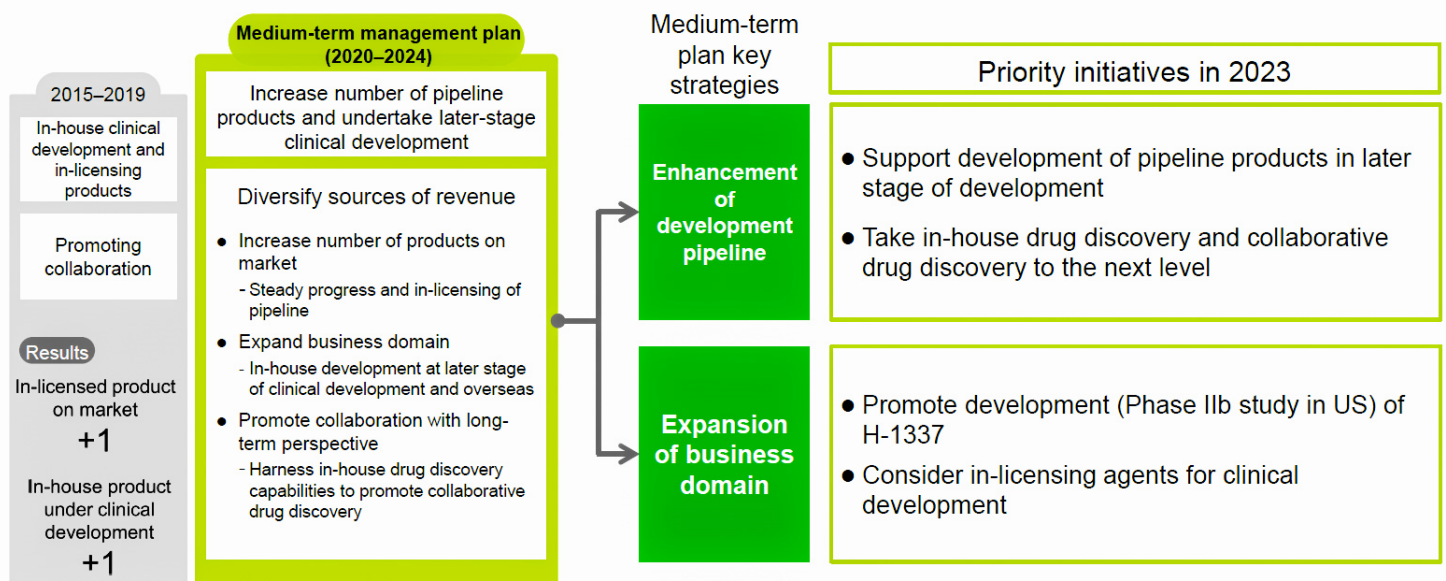 2015–2019
In-house clinical
development and
in-licensing
products
Promoting
collaboration
Results
In-licensed product
on market
+1
In-house product
under clinical
development
+1
Medium-term management plan
(2020–2024)
Increase number of pipeline
products and undertake later-stage
clinical development
Diversify sources of revenue
● Increase number of products on
market
- Steady progress and in-licensing of
pipeline
● Expand business domain
- In-house development at later stage
of clinical development and overseas
● Promote collaboration with long-
term perspective
- Harness in-house drug discovery
capabilities to promote collaborative
drug discovery
Medium-term
plan key
strategies
Enhancement
of
development
pipeline
Expansion
of business
domain
Priority initiatives in 2023
● Support development of pipeline products in later
stage of development
● Take in-house drug discovery and collaborative
drug discovery to the next level
● Promote development (Phase IIb study in US) of
H-1337
● Consider in-licensing agents for clinical
development